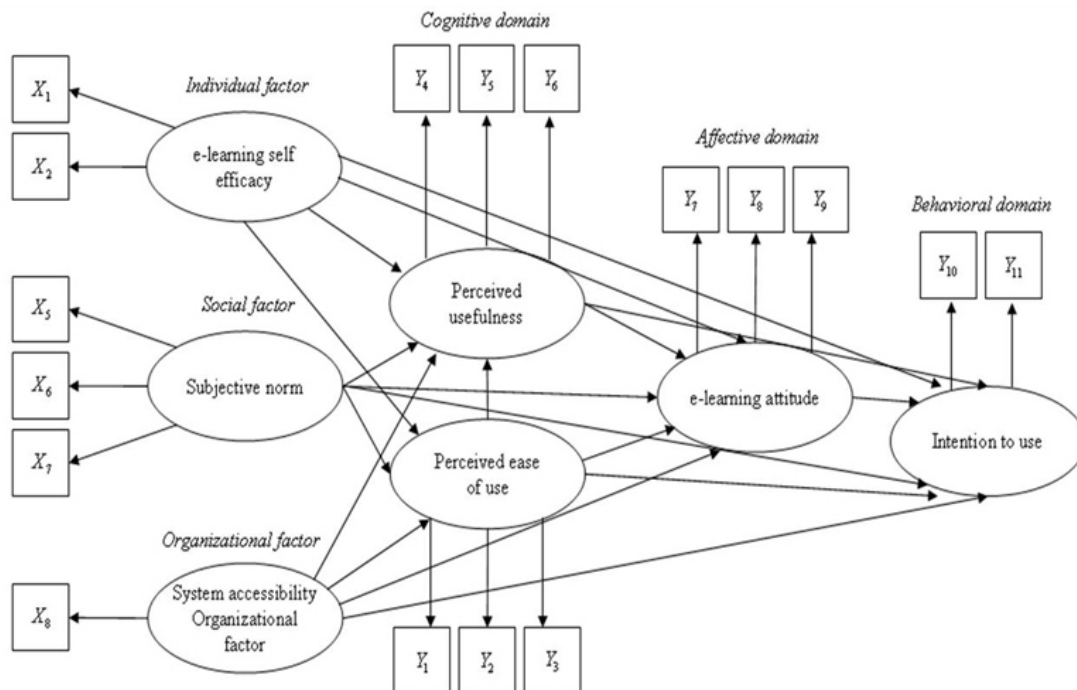 Cognitive domain
X1
Individual factor
Y4
Y5
Y6
Affective domain
X2
e-learning self
efficacy
Y7
Y8
Y9
Behavioral domain
Y10
Y11
X5
Social factor
Perceived
usefulness
X6
Subjective norm
e-learning attitude
X7
Perceived ease
of use
Intention to use
Organizational factor
X8
System accessibility
Organizational
factor
Y1
Y2
Y3